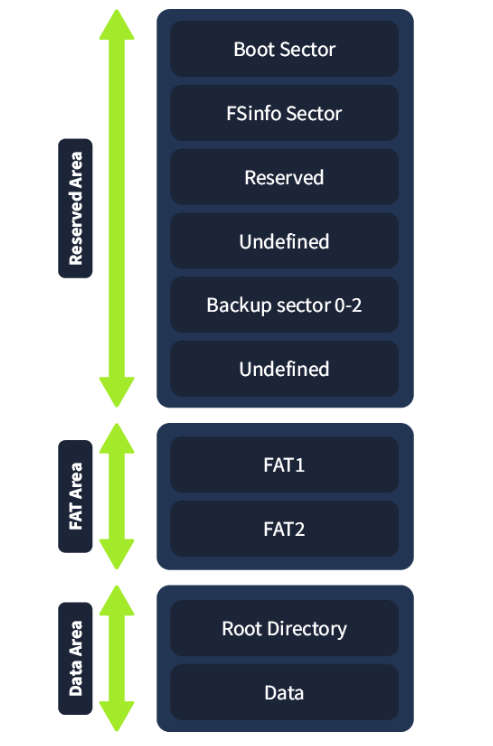 Reserved Area
Boot Sector
FSinfo Sector
Reserved
Undefined
Backup sector 0-2
Undefined
FAT Area
FAT1
FAT2
Data Area
Root Directory
Data